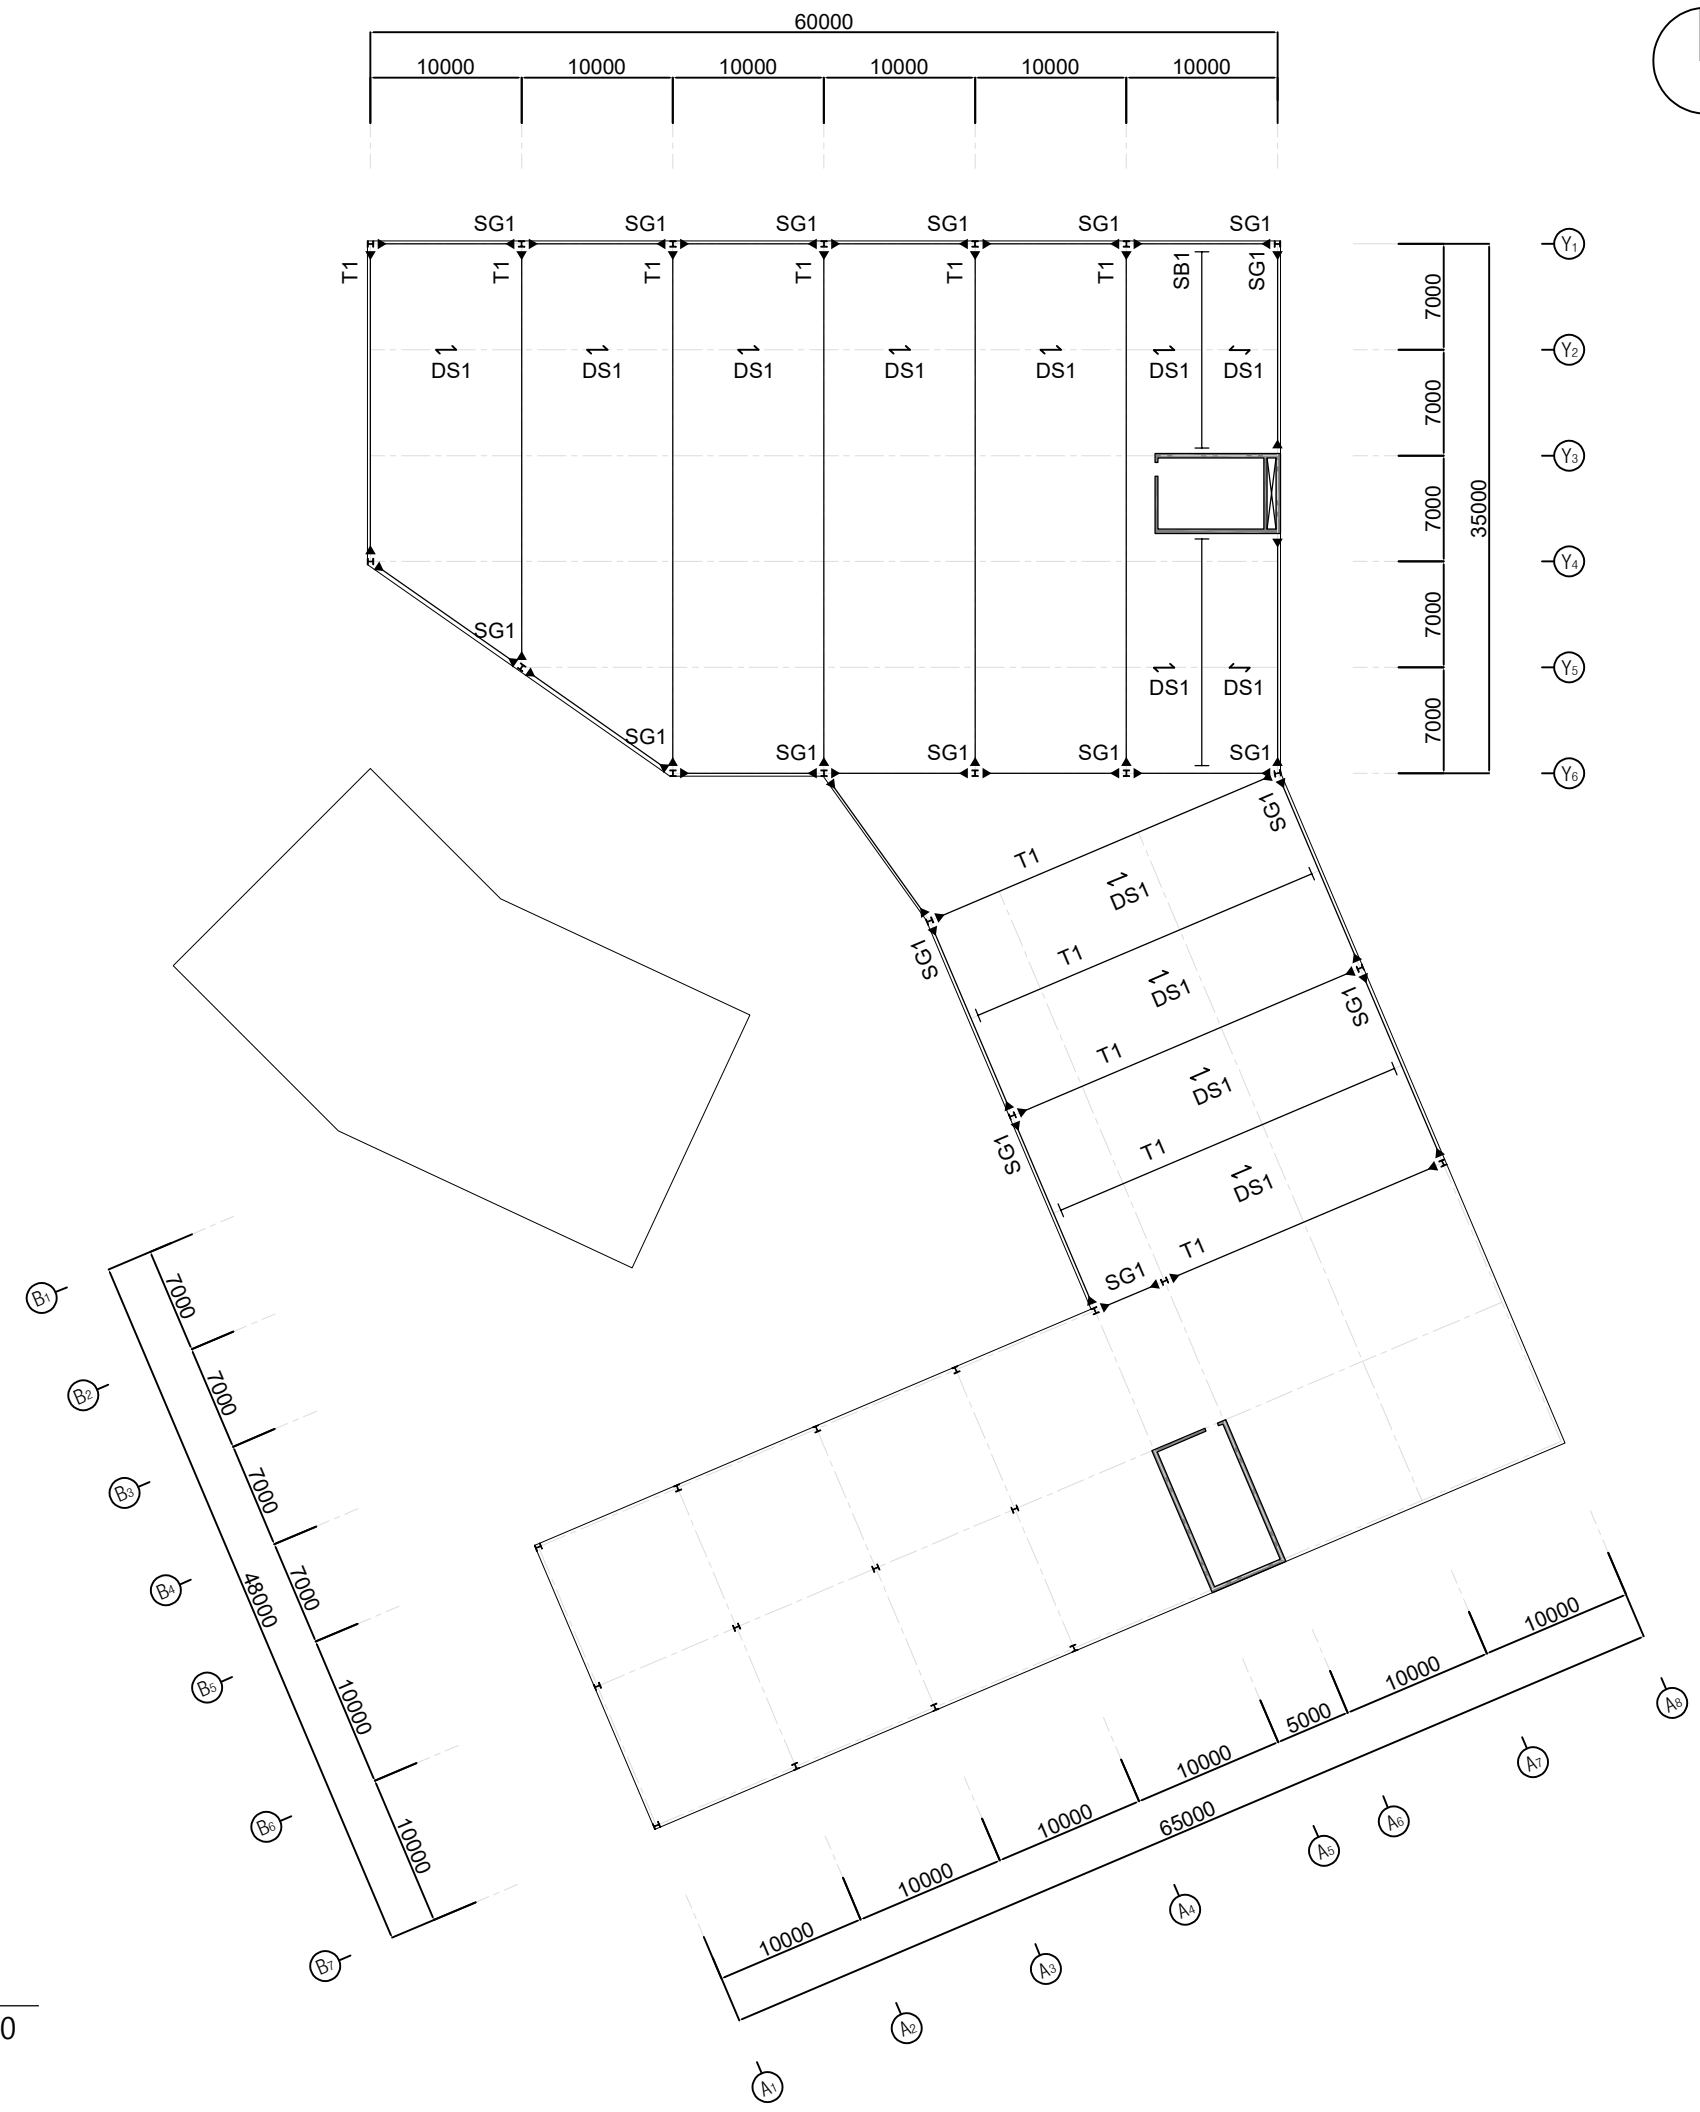 60000
10000 10000 10000 10000 10000 10000
SG1 SG1 SG1 SG1 SG1 SG1
Y1
T1 T1 T1 T1 T1 T1 SB1 SG1
7000
DS1 DS1 DS1 DS1 DS1 DS1 DS1
Y2
7000
Y3
7000
35000
Y4
7000
SG1
Y5
DS1 DS1
7000
SG1 SG1 SG1 SG1 SG1
Y6
SG1
T1
DS1
SG1
T1
DS1
SG1
T1
DS1
SG1
T1
DS1
T1
SG1
B1
7000
B2
7000
B3
7000
B4
7000
48000
B5
10000
B6
10000
B7
10000
10000
5000
10000
10000
10000
10000
65000
A8
A7
A6
A5
A4
A3
A2
A1
0